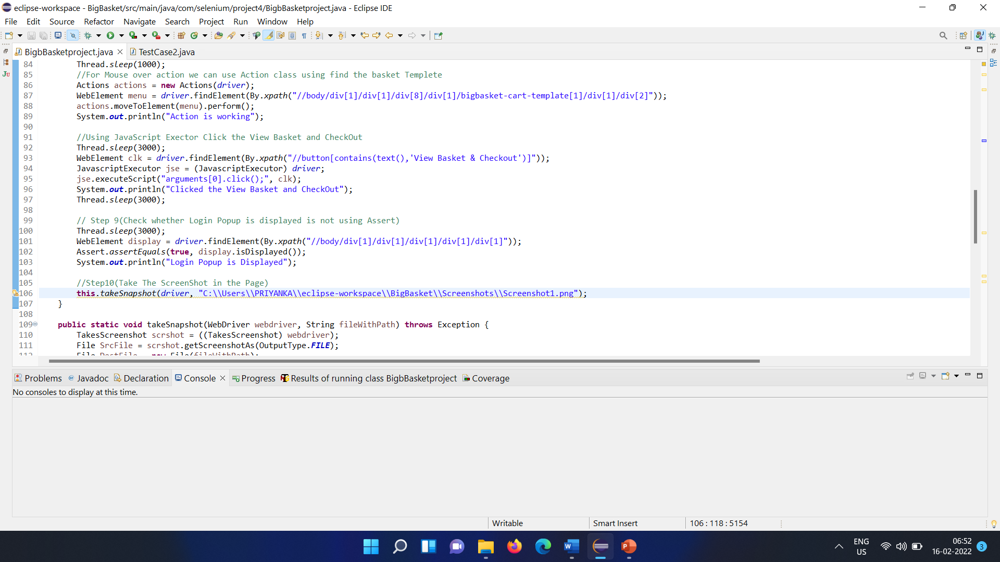 eclipse-workspace - BigBasket/src/main/java/com/selenium/project4/BigbBasketproject.java - Eclipse IDE
File Edit Source Refactor Navigate Search Project Run Window Help
BigbBasketproject.java TestCase2.java
84 Thread.sleep(1000);
85 //For Mouse over action we can use Action class using find the basket Templete
86 Actions actions = new Actions(driver);
87 WebElement menu = driver.findElement(By.xpath("//body/div[1]/div[1]/div[8]/div[1]/bigbasket-cart-template[1]/div[1]/div[2]"));
88 actions.moveToElement(menu).perform();
89 System.out.println("Action is working");
90
91 //Using JavaScript Exector Click the View Basket and CheckOut
92 Thread.sleep(3000);
93 WebElement clk = driver.findElement(By.xpath("//button[contains(text(),'View Basket & Checkout')]"));
94 JavascriptExecutor jse = (JavascriptExecutor) driver;
95 jse.executeScript("arguments[0].click();", clk);
96 System.out.println("Clicked the View Basket and CheckOut");
97 Thread.sleep(3000);
98
99 // Step 9(Check whether Login Popup is displayed is not using Assert)
100 Thread.sleep(3000);
101 WebElement display = driver.findElement(By.xpath("//body/div[1]/div[1]/div[1]/div[1]/div[1]"));
102 Assert.assertEquals(true, display.isDisplayed());
103 System.out.println("Login Popup is Displayed");
104
105 //Step10(Take The ScreenShot in the Page)
106 this.takeSnapshot(driver, "C:\\Users\\PRIYANKA\\eclipse-workspace\\BigBasket\\Screenshots\\Screenshot1.png");
107 }
108
109 public static void takeSnapshot(WebDriver webdriver, String fileWithPath) throws Exception {
110 TakesScreenshot scrshot = ((TakesScreenshot) webdriver);
111 File SrcFile = scrshot.getScreenshotAs(OutputType.FILE);
Problems Javadoc Declaration Console Progress Results of running class BigbBasketproject Coverage
No consoles to display at this time.
Writable Smart Insert 106 : 118 : 5154
ENG
US
06:52
16-02-2022
3